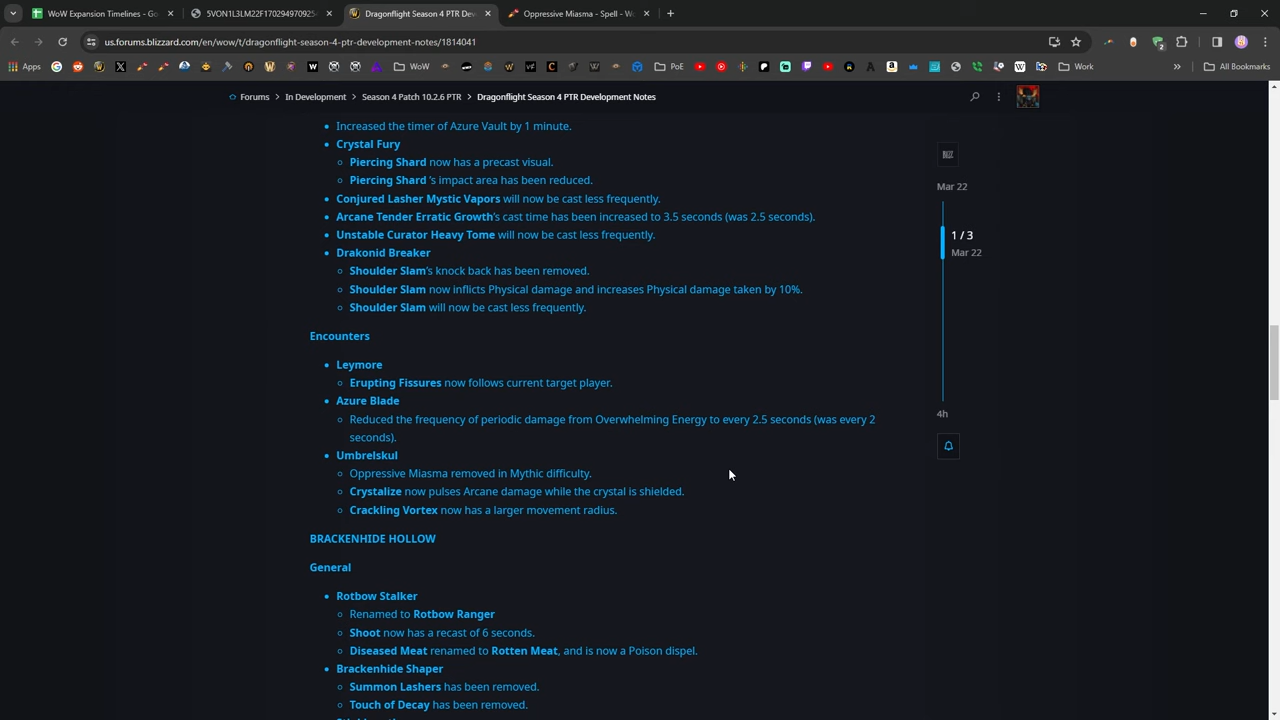 WoW Expansion Timelines - Go
5VON1L3LM22F170294970925
Dragonflight Season 4 PTR Dev
Oppressive Miasma - Spell - Wo
us.forums.blizzard.com/en/wow/t/dragonflight-season-4-ptr-development-notes/1814041
Apps
WoW
PoE
Work
All Bookmarks
Forums
In Development
Season 4 Patch 10.2.6 PTR
Dragonflight Season 4 PTR Development Notes
Increased the timer of Azure Vault by 1 minute.
Crystal Fury
Piercing Shard now has a precast visual.
Piercing Shard 's impact area has been reduced.
Conjured Lasher Mystic Vapors will now be cast less frequently.
Arcane Tender Erratic Growth's cast time has been increased to 3.5 seconds (was 2.5 seconds).
Unstable Curator Heavy Tome will now be cast less frequently.
Drakonid Breaker
Shoulder Slam's knock back has been removed.
Shoulder Slam now inflicts Physical damage and increases Physical damage taken by 10%.
Shoulder Slam will now be cast less frequently.
Encounters
Leymore
Erupting Fissures now follows current target player.
Azure Blade
Reduced the frequency of periodic damage from Overwhelming Energy to every 2.5 seconds (was every 2
seconds).
Umbrelskul
Oppressive Miasma removed in Mythic difficulty.
Crystalize now pulses Arcane damage while the crystal is shielded.
Crackling Vortex now has a larger movement radius.
BRACKENHIDE HOLLOW
General
Rotbow Stalker
Renamed to Rotbow Ranger
Shoot now has a recast of 6 seconds.
Diseased Meat renamed to Rotten Meat, and is now a Poison dispel.
Brackenhide Shaper
Summon Lashers has been removed.
Touch of Decay has been removed.
Mar 22
1 / 3
Mar 22
4h